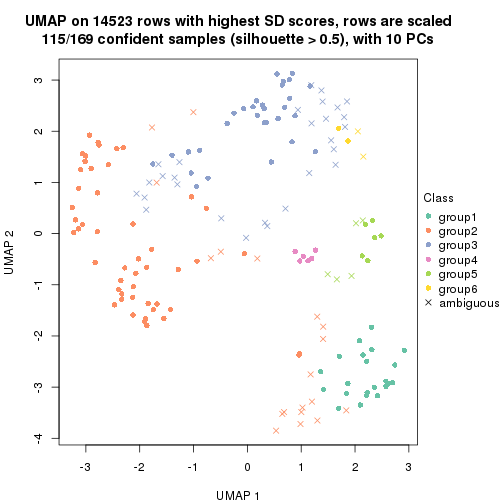 UMAP on 14523 rows with highest SD scores, rows are scaled
115/169 confident samples (silhouette > 0.5), with 10 PCs
3
2
1
0
-1
-2
-3
-4
UMAP 2
-3
-2
-1
0
1
2
3
UMAP 1
Class
group1
group2
group3
group4
group5
group6
ambiguous